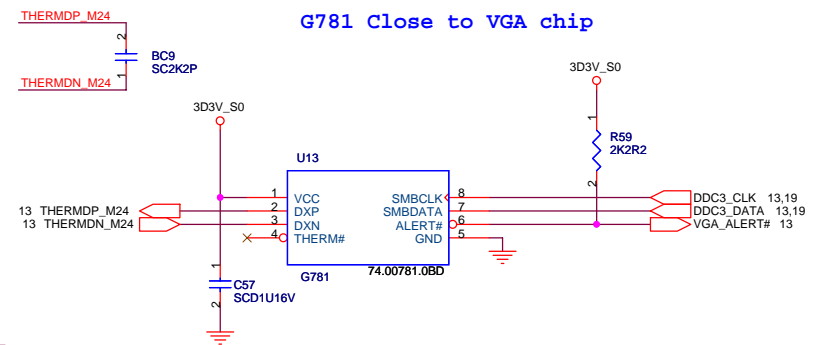 G781 Close to VGA chip
THERMDP_M24
2
BC9
SC2K2P
1
THERMDN_M24
3D3V_S0
3D3V_S0
1
R59
2K2R2
2
U13
1 VCC SMBCLK 8 DDC3_CLK 13,19
13 THERMDP_M24 2 DXP SMBDATA 7 DDC3_DATA 13,19
13 THERMDN_M24 3 DXN ALERT# 6 VGA_ALERT# 13
4 THERM# GND 5
G781 74.00781.0BD
1
C57
SCD1U16V
2